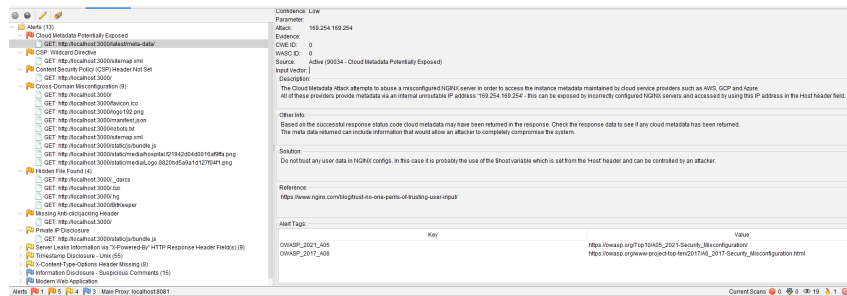 Alerts (13)
Cloud Metadata Potentially Exposed
GET: http://localhost:3000/latest/meta-data/
CSP: Wildcard Directive
GET: http://localhost:3000/sitemap.xml
Content Security Policy (CSP) Header Not Set
GET: http://localhost:3000/
Cross-Domain Misconfiguration (9)
GET: http://localhost:3000/
GET: http://localhost:3000/favicon.ico
GET: http://localhost:3000/logo192.png
GET: http://localhost:3000/manifest.json
GET: http://localhost:3000/robots.txt
GET: http://localhost:3000/sitemap.xml
GET: http://localhost:3000/static/js/bundle.js
GET: http://localhost:3000/static/media/hospital.f21942d04d0016af9ffa.png
GET: http://localhost:3000/static/media/Logo.8820bd5a9a1d127f04f1.png
Hidden File Found (4)
GET: http://localhost:3000/_darcs
GET: http://localhost:3000/.bzr
GET: http://localhost:3000/.hg
GET: http://localhost:3000/BitKeeper
Missing Anti-clickjacking Header
GET: http://localhost:3000/
Private IP Disclosure
GET: http://localhost:3000/static/js/bundle.js
Server Leaks Information via "X-Powered-By" HTTP Response Header Field(s) (9)
Timestamp Disclosure - Unix (55)
X-Content-Type-Options Header Missing (8)
Information Disclosure - Suspicious Comments (15)
Modern Web Application
Confidence: Low
Parameter:
Attack: 169.254.169.254
Evidence:
CWE ID: 0
WASC ID: 0
Source: Active (90034 - Cloud Metadata Potentially Exposed)
Input Vector:
Description:
The Cloud Metadata Attack attempts to abuse a misconfigured NGINX server in order to access the instance metadata maintained by cloud service providers such as AWS, GCP and Azure.
All of these providers provide metadata via an internal unroutable IP address '169.254.169.254' - this can be exposed by incorrectly configured NGINX servers and accessed by using this IP address in the Host header field.
Other Info:
Based on the successful response status code cloud metadata may have been returned in the response. Check the response data to see if any cloud metadata has been returned.
The meta data returned can include information that would allow an attacker to completely compromise the system.
Solution:
Do not trust any user data in NGINX configs. In this case it is probably the use of the $host variable which is set from the 'Host' header and can be controlled by an attacker.
Reference:
https://www.nginx.com/blog/trust-no-one-perils-of-trusting-user-input/
Alert Tags:
Key Value
OWASP_2021_A05 https://owasp.org/Top10/A05_2021-Security_Misconfiguration/
OWASP_2017_A06 https://owasp.org/www-project-top-ten/2017/A6_2017-Security_Misconfiguration.html
Alerts 1 5 4 3 Main Proxy: localhost:8081 Current Scans 0 0 19 1